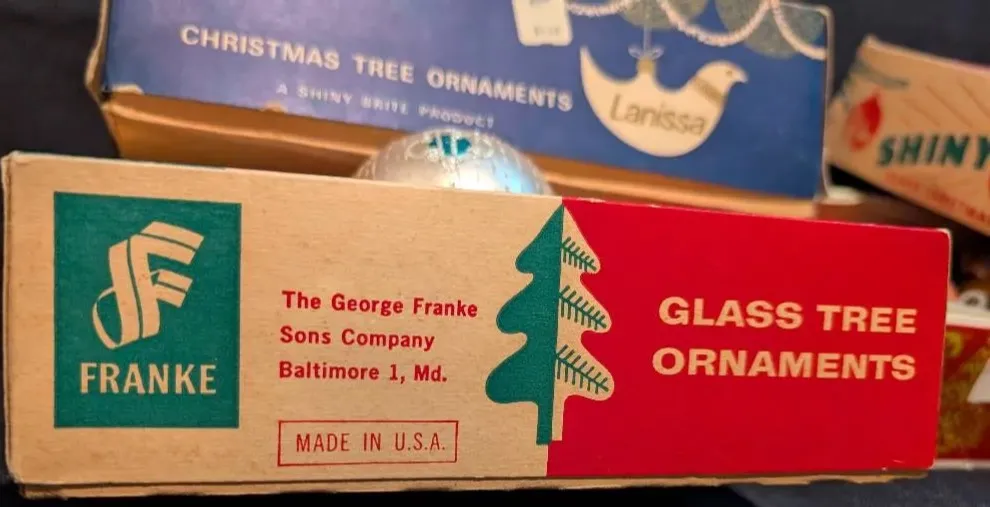 CHRISTMAS TREE ORNAMENTS
A SHINY BRITE PRODUCT
Lanissa
SHINY
FRANKE
The George Franke
Sons Company
Baltimore 1, Md.
MADE IN U.S.A.
GLASS TREE
ORNAMENTS